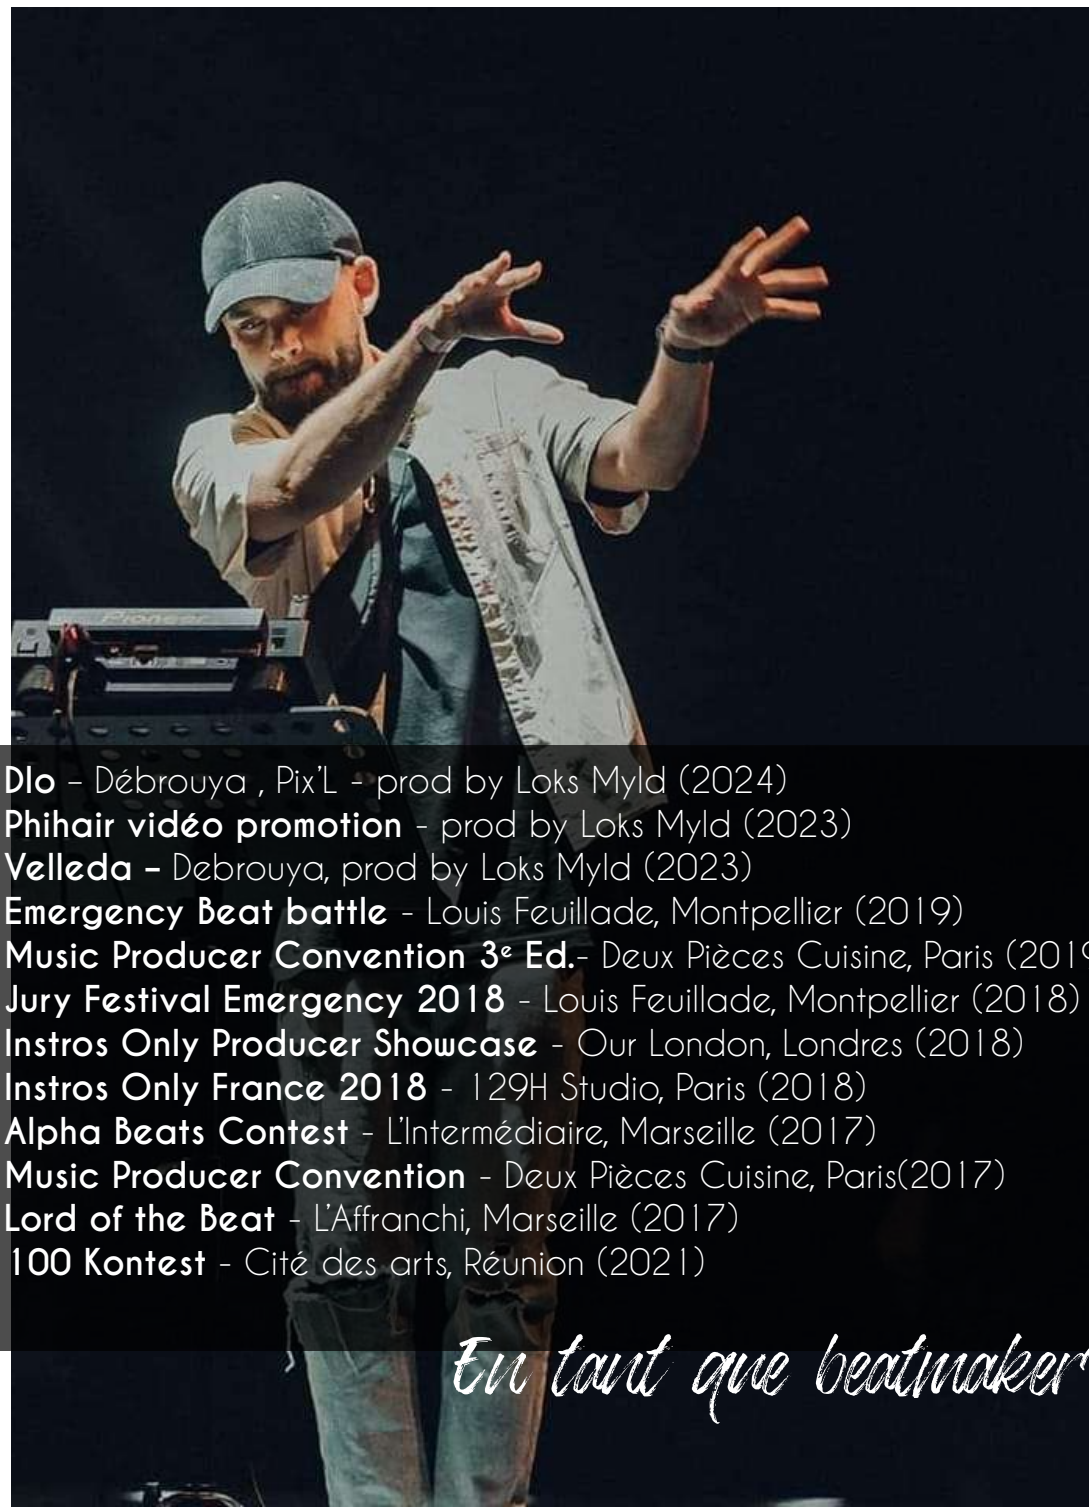 Pioneer
Dlo – Débrouya , Pix'L - prod by Loks Myld (2024)
Phihair vidéo promotion - prod by Loks Myld (2023)
Velleda – Debrouya, prod by Loks Myld (2023)
Emergency Beat battle - Louis Feuillade, Montpellier (2019)
Music Producer Convention 3e Ed.- Deux Pièces Cuisine, Paris (2019
Jury Festival Emergency 2018 - Louis Feuillade, Montpellier (2018)
Instros Only Producer Showcase - Our London, Londres (2018)
Instros Only France 2018 - 129H Studio, Paris (2018)
Alpha Beats Contest - L'Intermédiaire, Marseille (2017)
Music Producer Convention - Deux Pièces Cuisine, Paris(2017)
Lord of the Beat - L'Affranchi, Marseille (2017)
100 Kontest - Cité des arts, Réunion (2021)
En tant que beatmaker